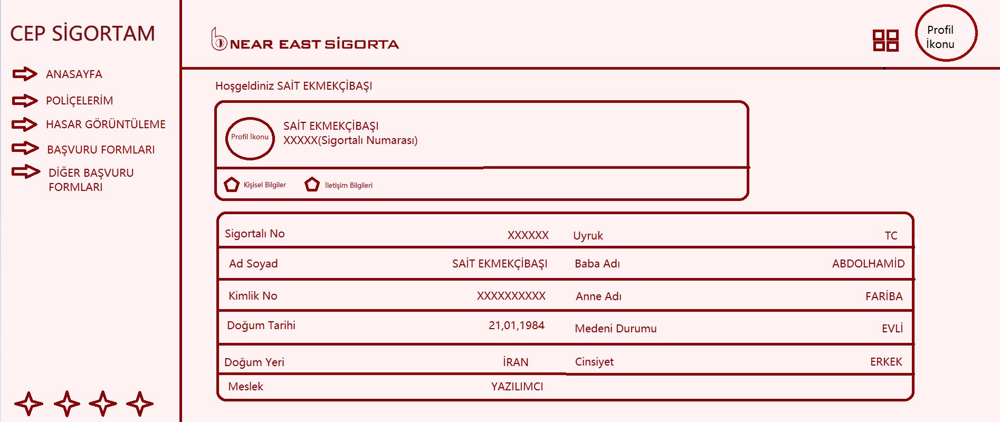 CEP SİGORTAM
ANASAYFA
POLİÇELERİM
HASAR GÖRÜNTÜLEME
BAŞVURU FORMLARI
DİĞER BAŞVURU
FORMLARI
NEAR EAST SİGORTA
Profil
İkonu
Hoşgeldiniz SAİT EKMEKÇİBAŞI
Profil İkonu
SAİT EKMEKÇİBAŞI
XXXXX(Sigortalı Numarası)
Kişisel Bilgiler İletişim Bilgileri
Sigortalı No XXXXXX Uyruk TC
Ad Soyad SAİT EKMEKÇİBAŞI Baba Adı ABDOLHAMİD
Kimlik No XXXXXXXXXX Anne Adı FARİBA
Doğum Tarihi 21,01,1984 Medeni Durumu EVLİ
Doğum Yeri İRAN Cinsiyet ERKEK
Meslek YAZILIMCI